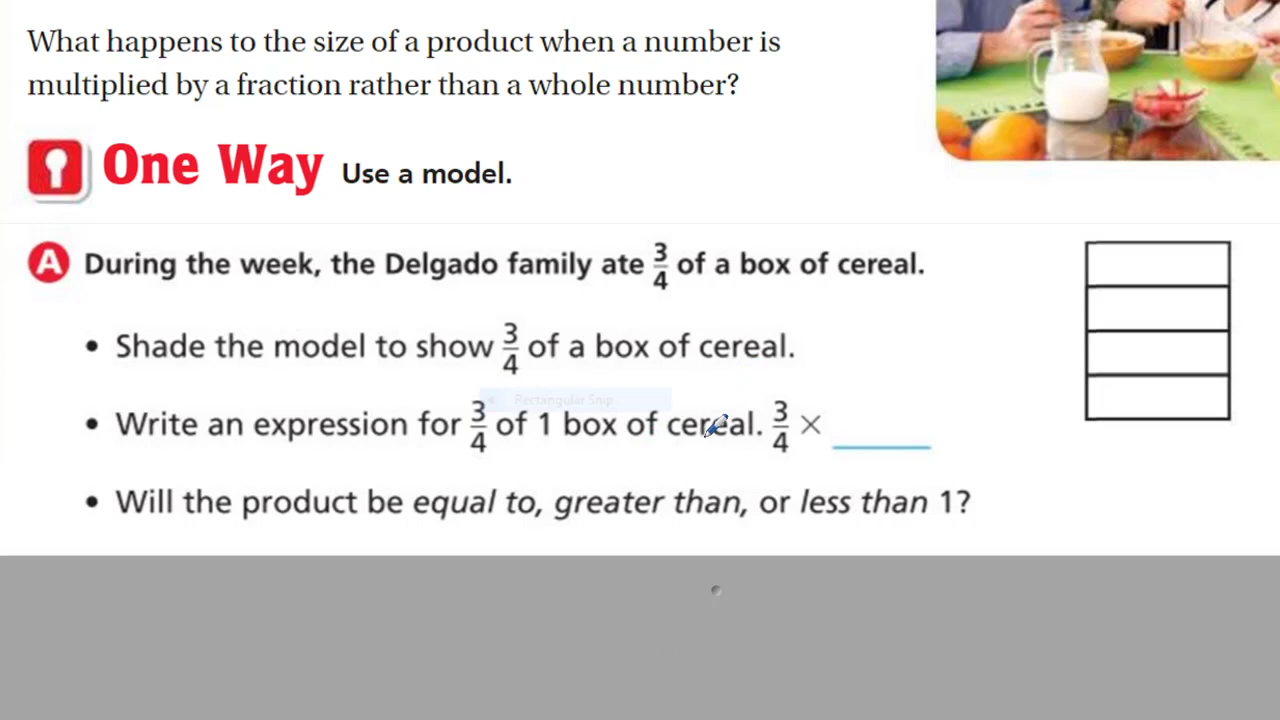 What happens to the size of a product when a number is
multiplied by a fraction rather than a whole number?
One Way Use a model.
A During the week, the Delgado family ate 3/4 of a box of cereal.
• Shade the model to show 3/4 of a box of cereal.
Rectangular Snip
• Write an expression for 3/4 of 1 box of cereal. 3/4 × ______
• Will the product be equal to, greater than, or less than 1?